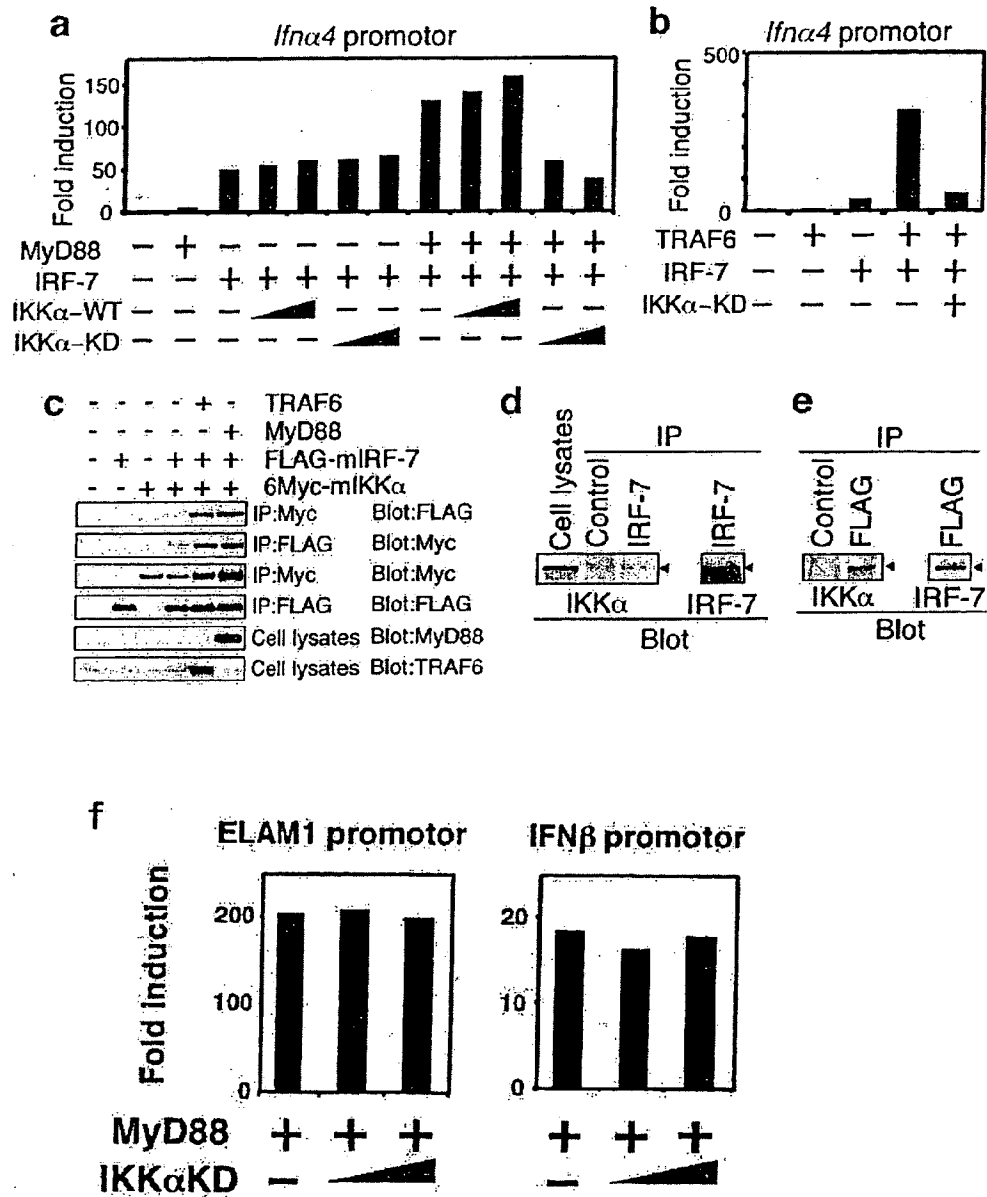 a
Ifnα4 promotor
Fold induction
150
100
50
0
MyD88 – + – – – – – + + + + +
IRF-7 – – + + + + + + + + + +
IKKα–WT – – – – – – – – –
IKKα–KD – – – – – – – –
b
Ifnα4 promotor
Fold induction
500
0
TRAF6 – + – + +
IRF-7 – – + + +
IKKα–KD – – – – +
c
- - - - + - TRAF6
- - - - - + MyD88
- + - + + + FLAG-mIRF-7
- - + + + + 6Myc-mIKKα
IP:Myc Blot:FLAG
IP:FLAG Blot:Myc
IP:Myc Blot:Myc
IP:FLAG Blot:FLAG
Cell lysates Blot:MyD88
Cell lysates Blot:TRAF6
d
IP
Cell lysates
Control
IRF-7
IRF-7
IKKα IRF-7
Blot
e
IP
Control
FLAG
FLAG
IKKα IRF-7
Blot
f
ELAM1 promotor
Fold induction
200
100
0
IFNβ promotor
20
10
0
MyD88 + + + + + +
IKKαKD – –